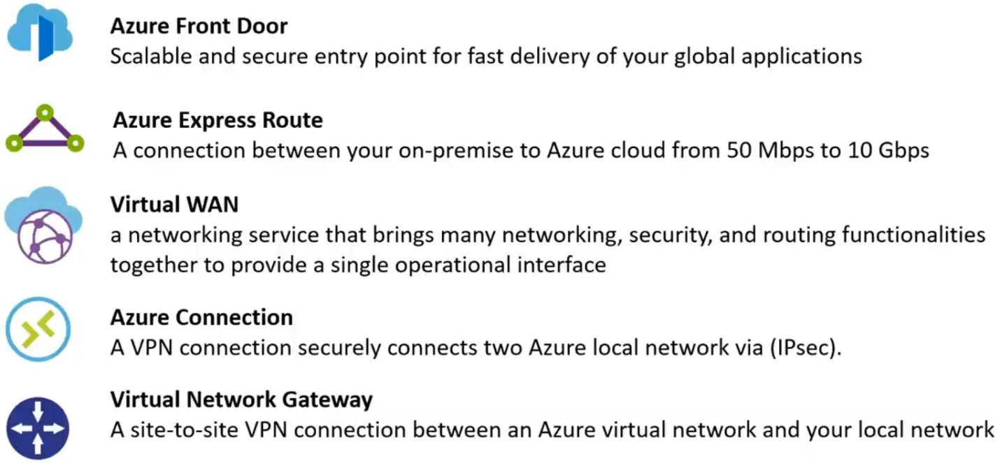 Azure Front Door
Scalable and secure entry point for fast delivery of your global applications
Azure Express Route
A connection between your on-premise to Azure cloud from 50 Mbps to 10 Gbps
Virtual WAN
a networking service that brings many networking, security, and routing functionalities
together to provide a single operational interface
Azure Connection
A VPN connection securely connects two Azure local network via (IPsec).
Virtual Network Gateway
A site-to-site VPN connection between an Azure virtual network and your local network